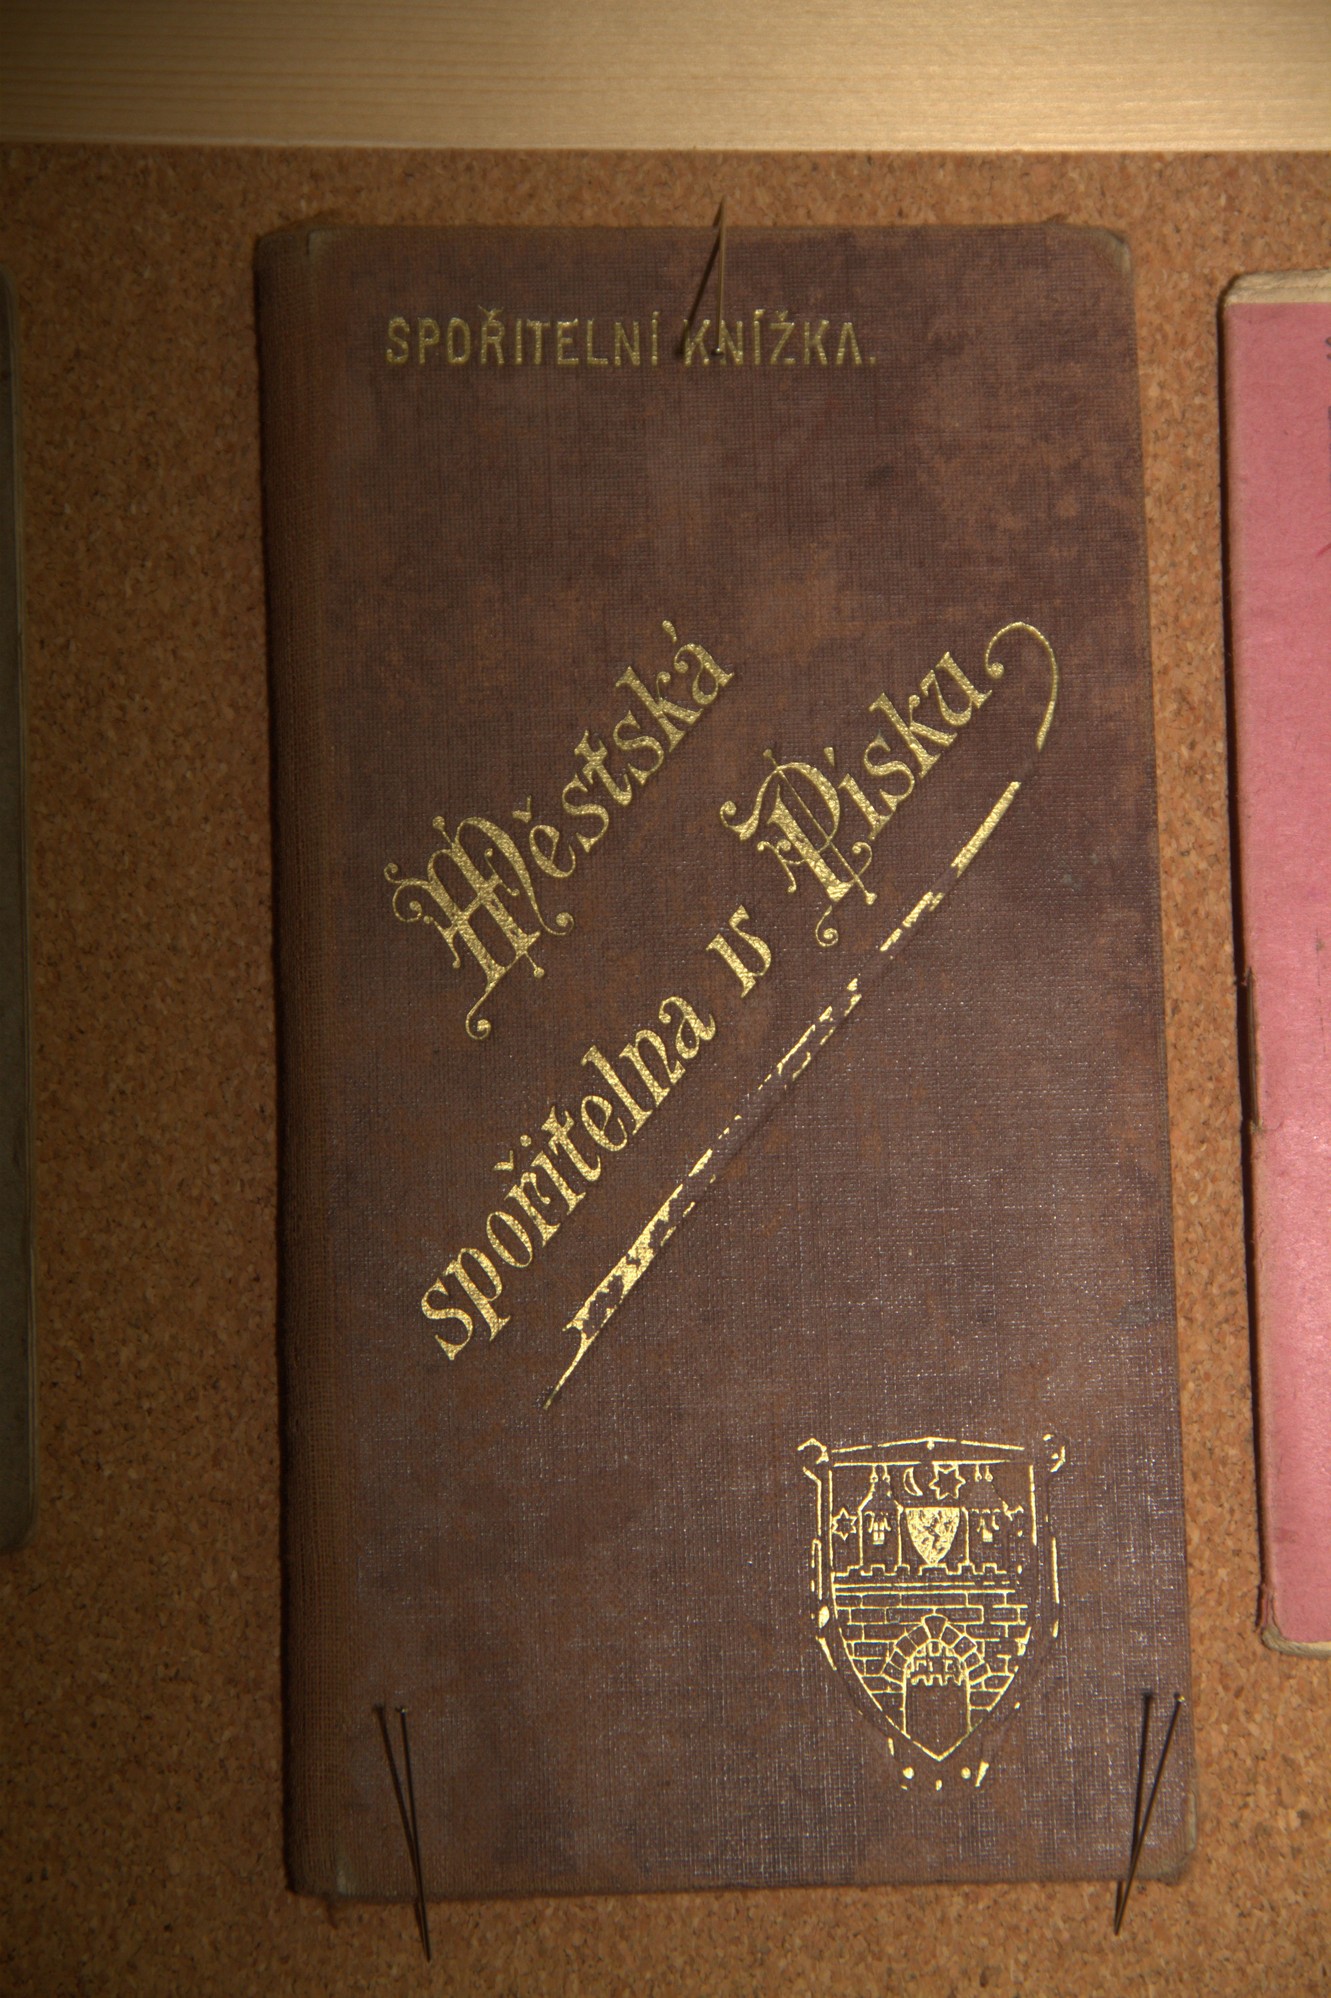 SPOŘITELNÍ KNÍŽKA.
Městská
spořitelna v Písku